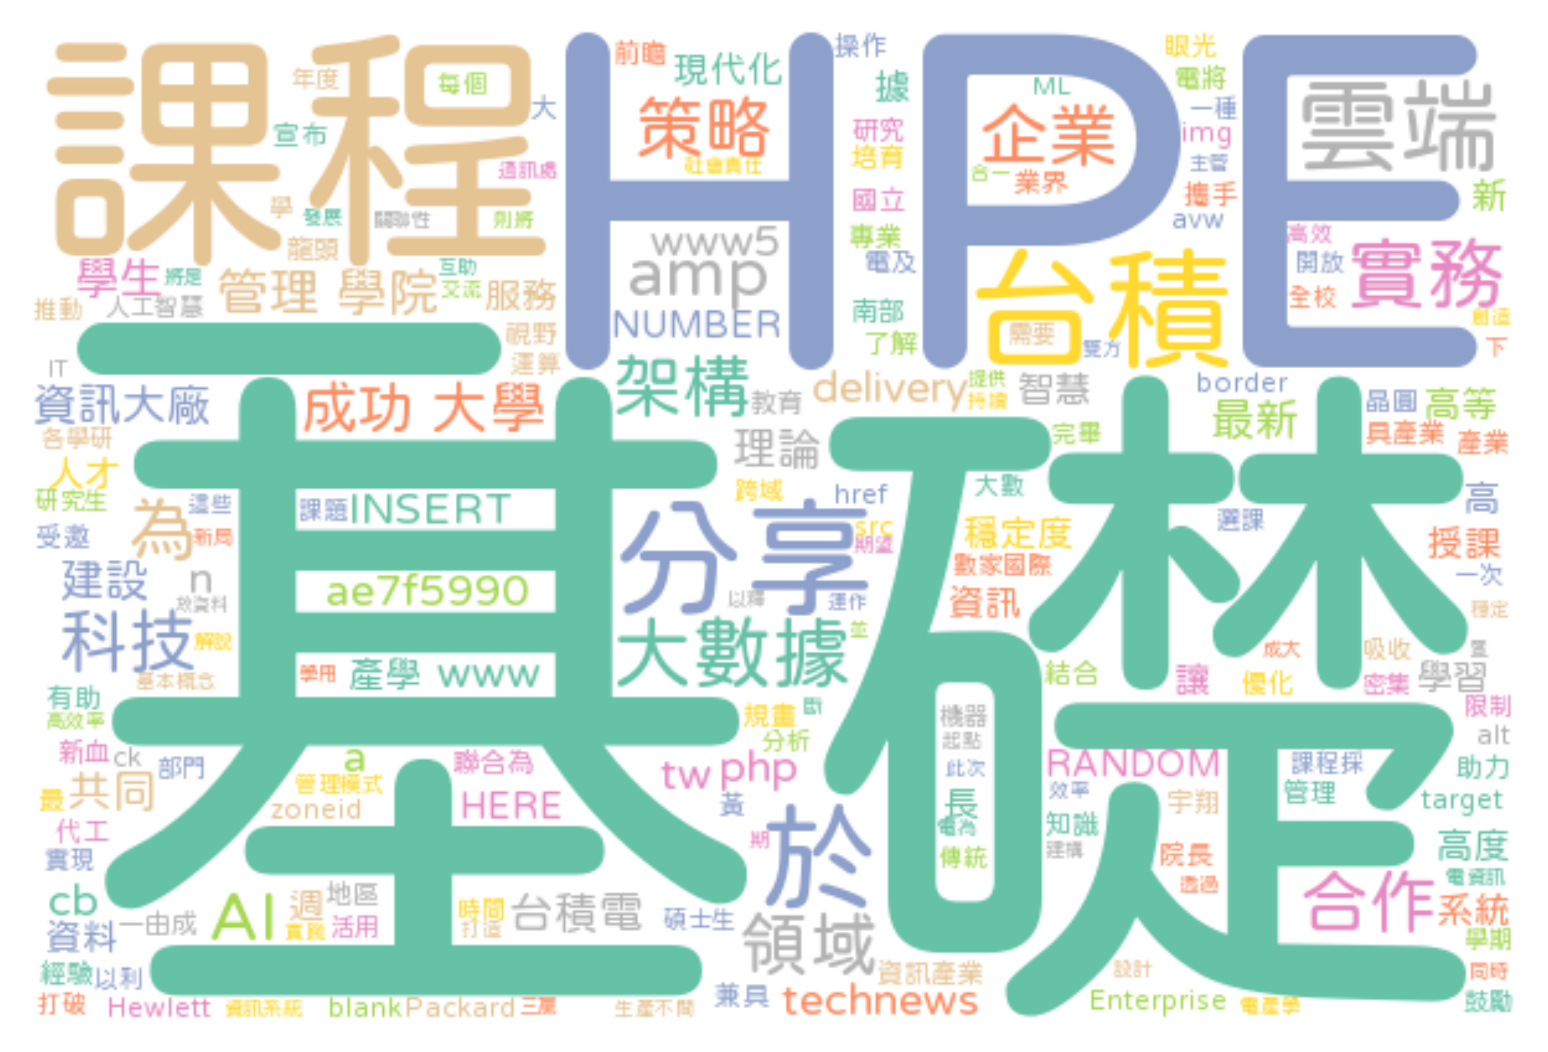 課程
HPE
一
基礎
年度
每個
大
宣布
通訊處
學
發展
關聯性
則將
龍頭
學生
將是
管理 學院
互助
交流
服務
推動
人工智慧
視野
運算
前瞻
現代化
操作
策略
社會責任
據
研究
培育
國立
專業
www5
amp
電及
NUMBER
南部
了解
ML
企業
合一
業界
眼光
電將
一種
img
主管
攜手
avw
雲端
新
高效
開放
實務
全校
創造
下
台積
需要
雙方
IT
資訊大廠
成功 大學
架構
教育
delivery
提供
持續
智慧
border
最新
晶圓
高等
具產業
產業
各學研
人才
研究生
為
這些
受邀
新局
課題
INSERT
理論
完畢
跨域
href
大數
src
期望
穩定度
選課
高
授課
一次
建設
n
ae7f5990
分享
以釋
運作
數家國際
資訊
穩定
科技
解說
大數據
基本概念
學用
產學
www
結合
成大
吸收
讓
優化
密集
學習
有助
高效率
規畫
分析
機器
起點
限制
alt
新血
ck
部門
a
聯合為
tw
php
此次
RANDOM
課程採
助力
最
共同
管理模式
zoneid
HERE
黃
長
電為
效率
宇翔
管理
target
代工
實現
期
於
傳統
知識
建構
院長
透過
高度
電資訊
cb
一由成
AI
週
實踐
地區
活用
時間
打造
台積電
碩士生
領域
合作
系統
學期
資料
經驗
以利
資訊產業
設計
同時
打破
Hewlett
資訊系統
blank
Packard
三層
生產不間
兼具
technews
Enterprise
電產學
鼓勵